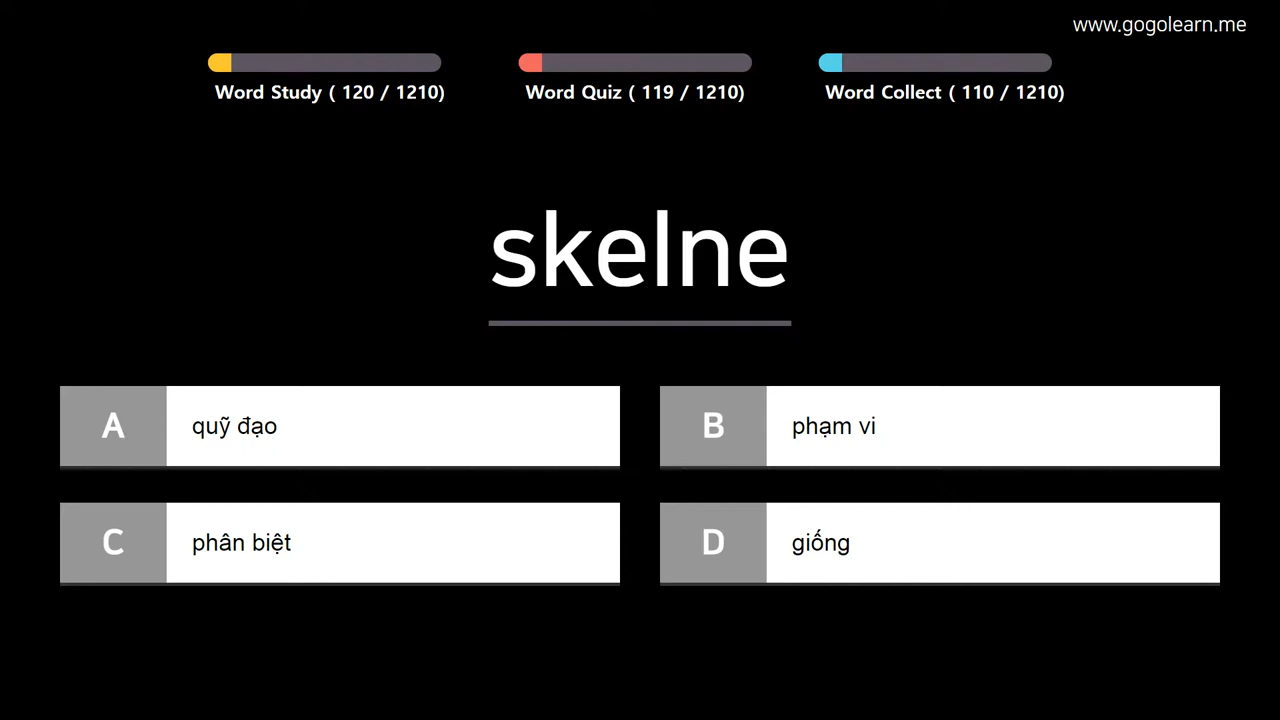 www.gogolearn.me
Word Study ( 120 / 1210)
Word Quiz ( 119 / 1210)
Word Collect ( 110 / 1210)
skelne
A quỹ đạo
B phạm vi
C phân biệt
D giống